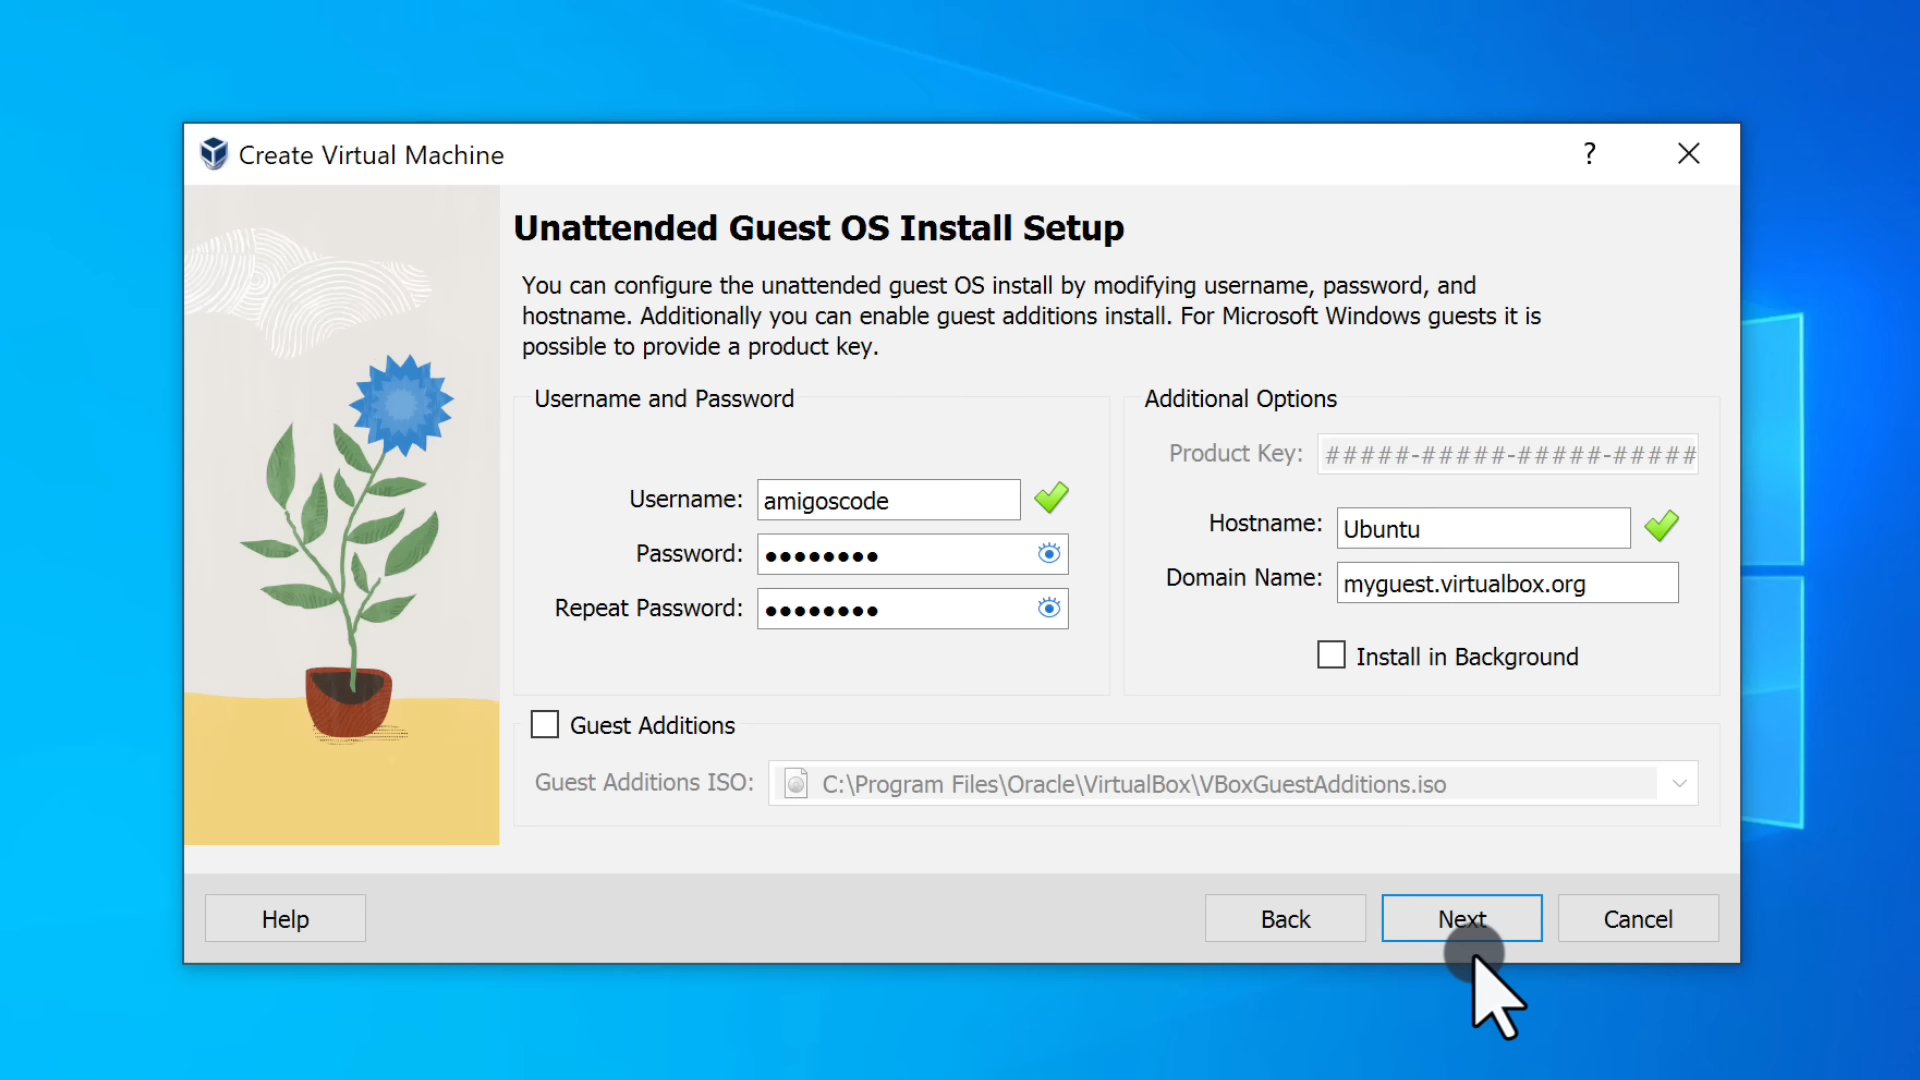 Create Virtual Machine
?
Unattended Guest OS Install Setup
You can configure the unattended guest OS install by modifying username, password, and
hostname. Additionally you can enable guest additions install. For Microsoft Windows guests it is
possible to provide a product key.
Username and Password
Username: amigoscode
Password: ●●●●●●●●
Repeat Password: ●●●●●●●●
Additional Options
Product Key: #####-#####-#####-#####
Hostname: Ubuntu
Domain Name: myguest.virtualbox.org
Install in Background
Guest Additions
Guest Additions ISO: C:\Program Files\Oracle\VirtualBox\VBoxGuestAdditions.iso
Help
Back
Next
Cancel